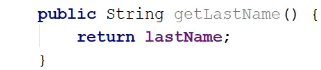 public String getLastName() {
return lastName;
}